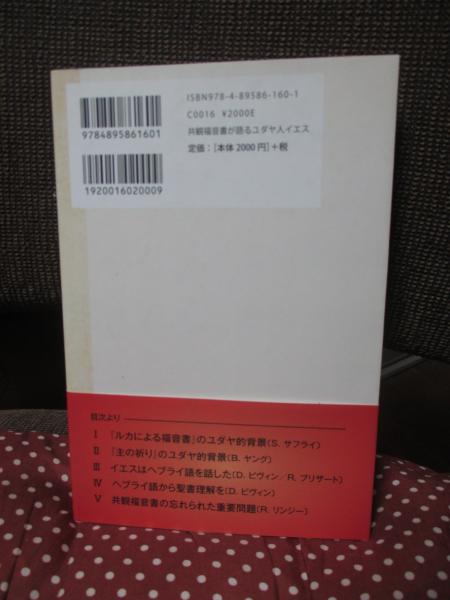 ISBN978-4-89586-160-1
C0016 ¥2000E
共観福音書が語るユダヤ人イエス
定価：[本体 2000 円]＋税
9784895861601
1920016020009
目次より
Ⅰ 『ルカによる福音書』のユダヤ的背景（S. サフライ）
Ⅱ 『主の祈り』のユダヤ的背景（B. ヤング）
Ⅲ イエスはヘブライ語を話した（D. ビヴィン／R. ブリザード）
Ⅳ ヘブライ語から聖書理解を（D. ビヴィン）
Ⅴ 共観福音書の忘れられた重要問題（R. リンジー）